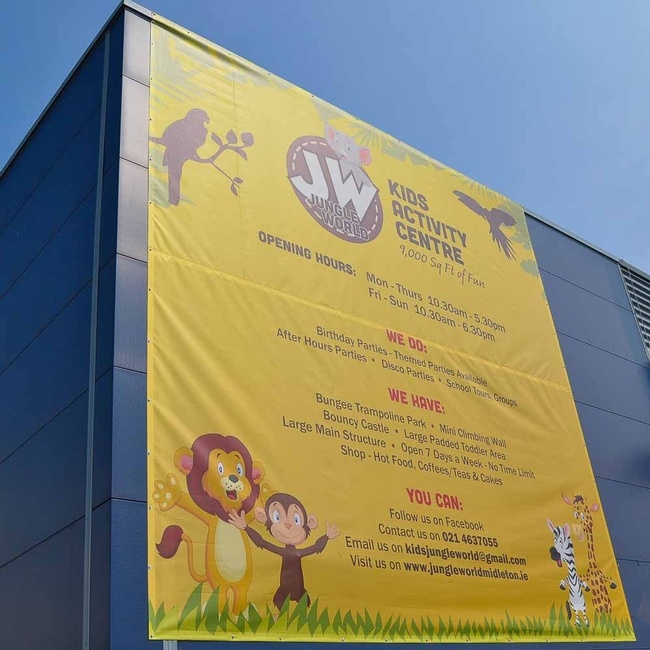 JW
JUNGLE
WORLD
KIDS
ACTIVITY
CENTRE
9,000 Sq Ft of Fun
OPENING HOURS:
Mon - Thurs 10.30am - 5.30pm
Fri - Sun 10.30am - 6.30pm
WE DO:
Birthday Parties - Themed Parties Available
After Hours Parties • Disco Parties • School Tours, Groups
WE HAVE:
Bungee Trampoline Park • Mini Climbing Wall
Bouncy Castle • Large Padded Toddler Area
Large Main Structure • Open 7 Days a Week - No Time Limit
Shop - Hot Food, Coffees/Teas & Cakes
YOU CAN:
Follow us on Facebook
Contact us on 021 4637055
Email us on kidsjungleworld@gmail.com
Visit us on www.jungleworldmidleton.ie